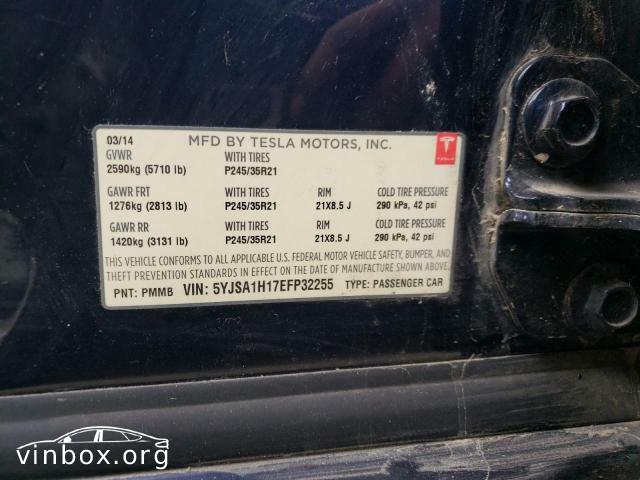 03/14 MFD BY TESLA MOTORS, INC.
GVWR WITH TIRES
2590kg (5710 lb) P245/35R21
TESLA
GAWR FRT WITH TIRES RIM COLD TIRE PRESSURE
1276kg (2813 lb) P245/35R21 21X8.5 J 290 kPa, 42 psi
GAWR RR WITH TIRES RIM COLD TIRE PRESSURE
1420kg (3131 lb) P245/35R21 21X8.5 J 290 kPa, 42 psi
THIS VEHICLE CONFORMS TO ALL APPLICABLE U.S. FEDERAL MOTOR VEHICLE SAFETY, BUMPER, AND
THEFT PREVENTION STANDARDS IN EFFECT ON THE DATE OF MANUFACTURE SHOWN ABOVE.
PNT: PMMB VIN: 5YJSA1H17EFP32255 TYPE: PASSENGER CAR
vinbox.org